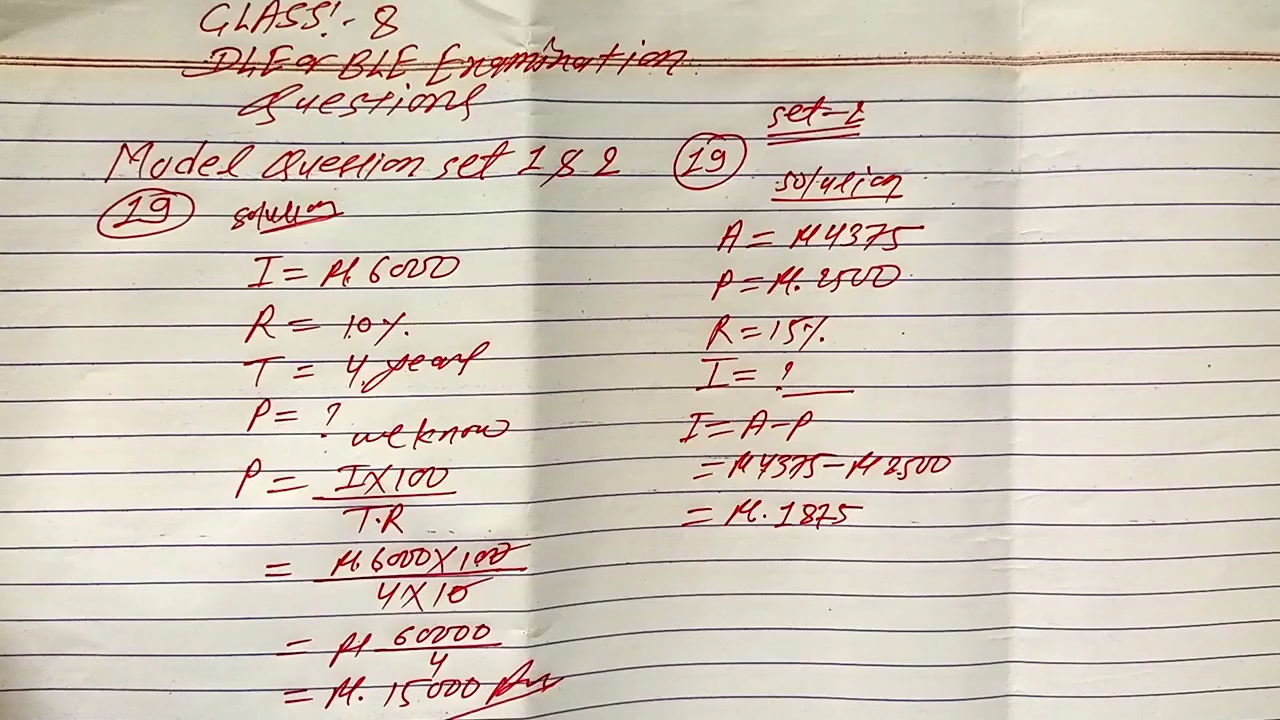 CLASS:- 8
DLE or BLE Examination
Questions
Model Question set 1 & 2
19 solution
I = Rs. 6000
R = 10%.
T = 4 years
P = ?
we know
P = I X 100
T.R
= Rs. 6000 X 100
4 X 10
= Rs 60000
4
= Rs. 15000 Ans
set-2
19
solution
A = Rs 4375
P = Rs. 2500
R = 15%.
I = ?
I = A-P
= Rs 4375 - Rs 2500
= Rs. 1875